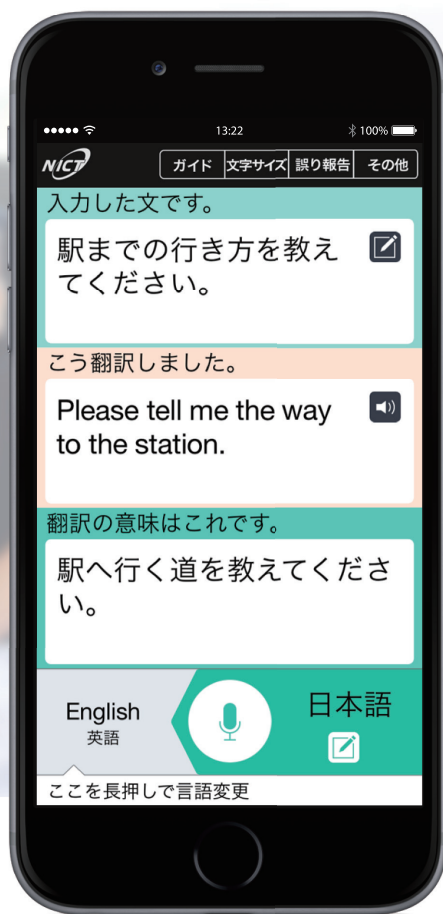 13:22
100%
NICT
ガイド 文字サイズ 誤り報告 その他
入力した文です。
駅までの行き方を教え
てください。
こう翻訳しました。
Please tell me the way
to the station.
翻訳の意味はこれです。
駅へ行く道を教えてくださ
い。
English
英語
日本語
ここを長押しで言語変更